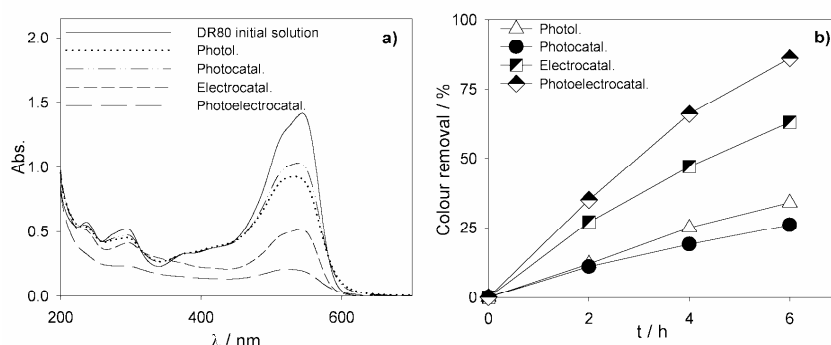 a)
DR80 initial solution
Photol.
Photocatal.
Electrocatal.
Photoelectrocatal.
Abs.
2.0
1.5
1.0
0.5
0.0
200
400
600
λ / nm
b)
Photol.
Photocatal.
Electrocatal.
Photoelectrocatal.
Colour removal / %
100
75
50
25
0
0
2
4
6
t / h